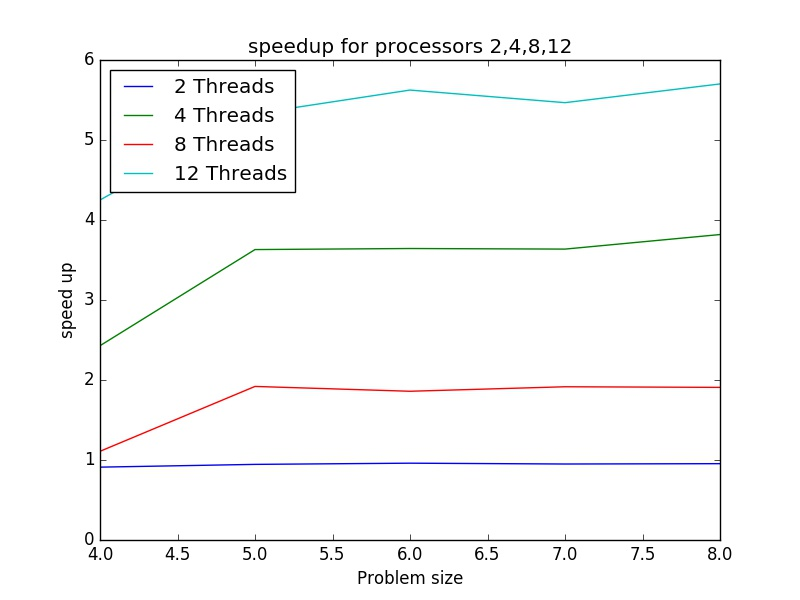 speedup for processors 2,4,8,12
6
2 Threads
4 Threads
8 Threads
12 Threads
5
4
3
2
1
0
speed up
4.0 4.5 5.0 5.5 6.0 6.5 7.0 7.5 8.0
Problem size